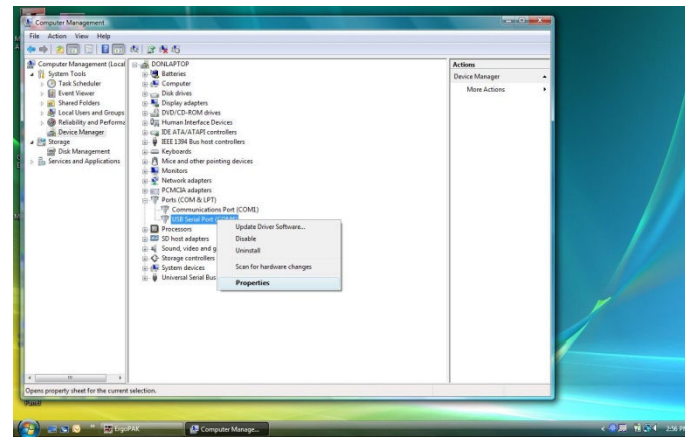 Computer Management
File Action View Help
Computer Management (Local
System Tools
Task Scheduler
Event Viewer
Shared Folders
Local Users and Groups
Reliability and Performa
Device Manager
Storage
Disk Management
Services and Applications
DONLAPTOP
Batteries
Computer
Disk drives
Display adapters
DVD/CD-ROM drives
Human Interface Devices
IDE ATA/ATAPI controllers
IEEE 1394 Bus host controllers
Keyboards
Mice and other pointing devices
Monitors
Network adapters
PCMCIA adapters
Ports (COM & LPT)
Communications Port (COM1)
USB Serial Port
Processors
SD host adapters
Sound, video and g
Storage controllers
System devices
Universal Serial Bus
Update Driver Software...
Disable
Uninstall
Scan for hardware changes
Properties
Actions
Device Manager
More Actions
Opens property sheet for the current selection.
Panel
ErgoPAK
Computer Manage...
2:56 PM